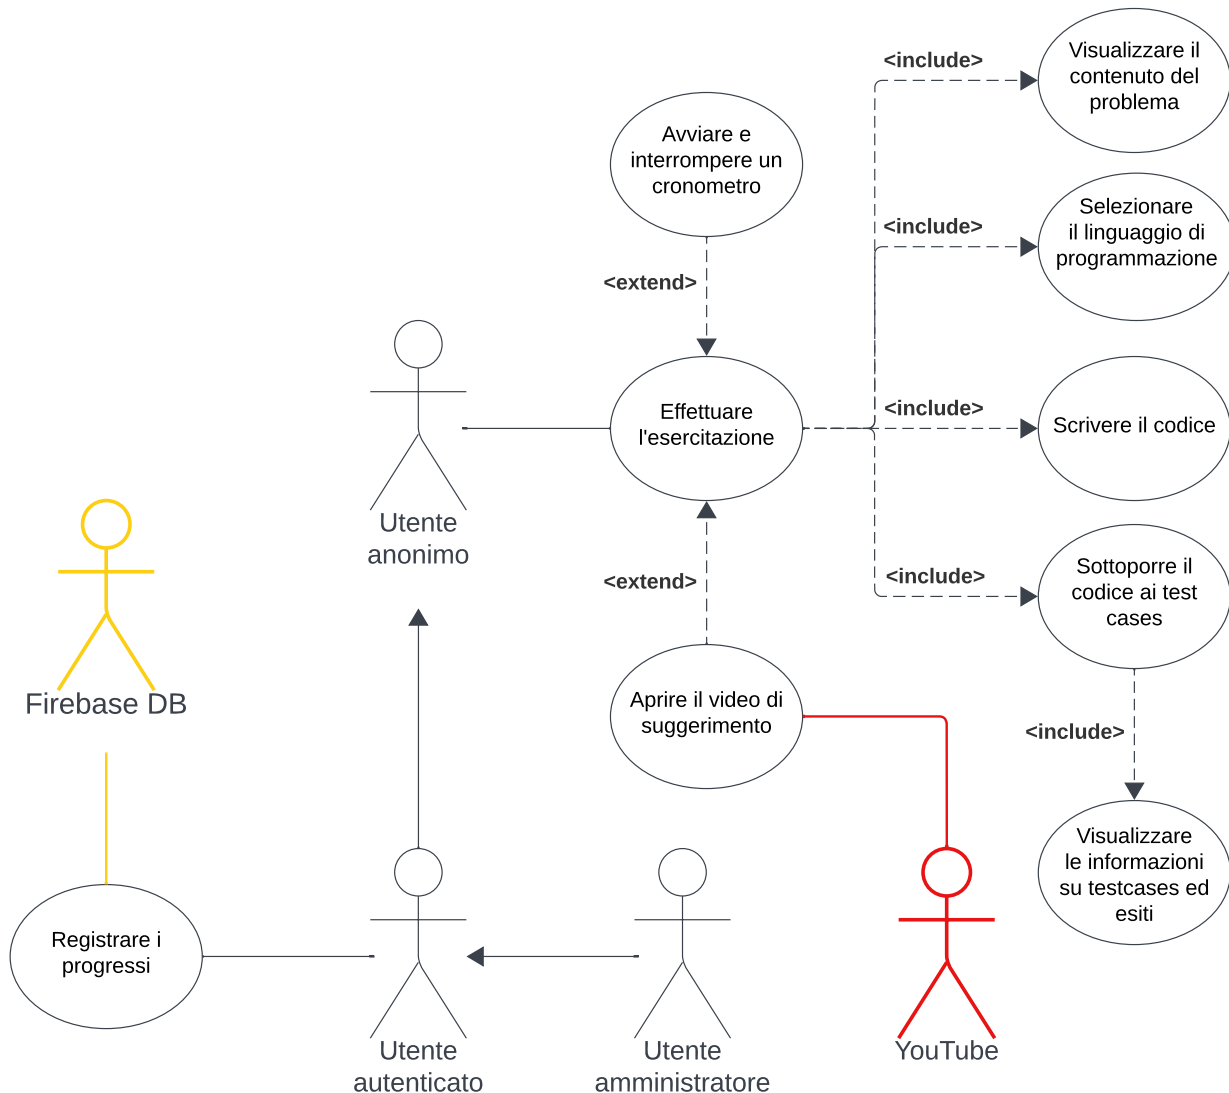 Visualizzare il
contenuto del
problema
<include>
Avviare e
interrompere un
cronometro
Selezionare
il linguaggio di
programmazione
<include>
<extend>
Effettuare
l'esercitazione
<include>
Scrivere il codice
Utente
anonimo
<extend>
<include>
Sottoporre il
codice ai test
cases
Firebase DB
Aprire il video di
suggerimento
<include>
Visualizzare
le informazioni
su testcases ed
esiti
Registrare i
progressi
Utente
autenticato
Utente
amministratore
YouTube